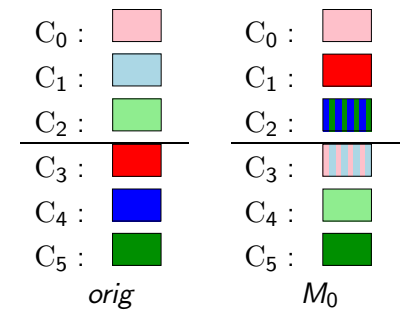 C₀ : C₀ :
C₁ : C₁ :
C₂ : C₂ :
C₃ : C₃ :
C₄ : C₄ :
C₅ : C₅ :
orig M₀